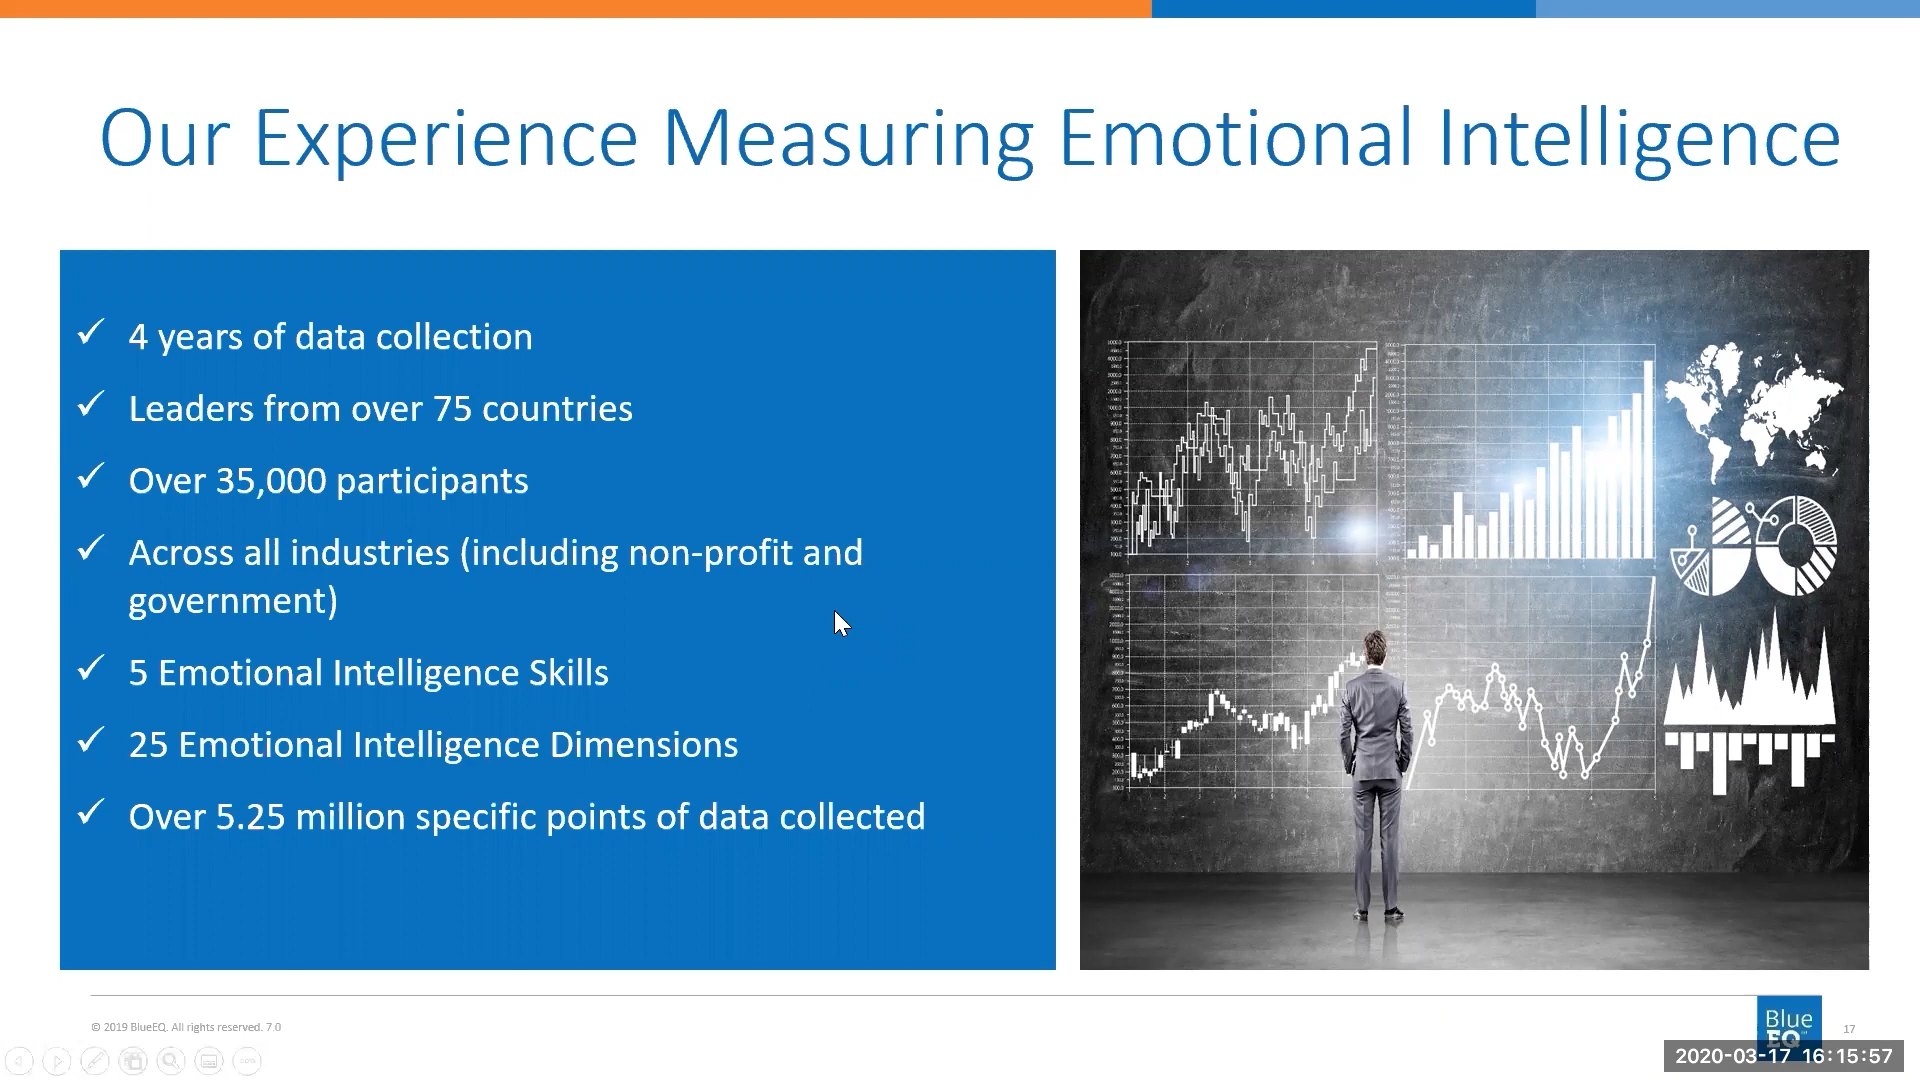 Our Experience Measuring Emotional Intelligence
✓ 4 years of data collection
✓ Leaders from over 75 countries
✓ Over 35,000 participants
✓ Across all industries (including non-profit and
government)
✓ 5 Emotional Intelligence Skills
✓ 25 Emotional Intelligence Dimensions
✓ Over 5.25 million specific points of data collected
© 2019 BlueEQ. All rights reserved. 7.0
Blue
EQ
17
2020-03-17 16:15:57